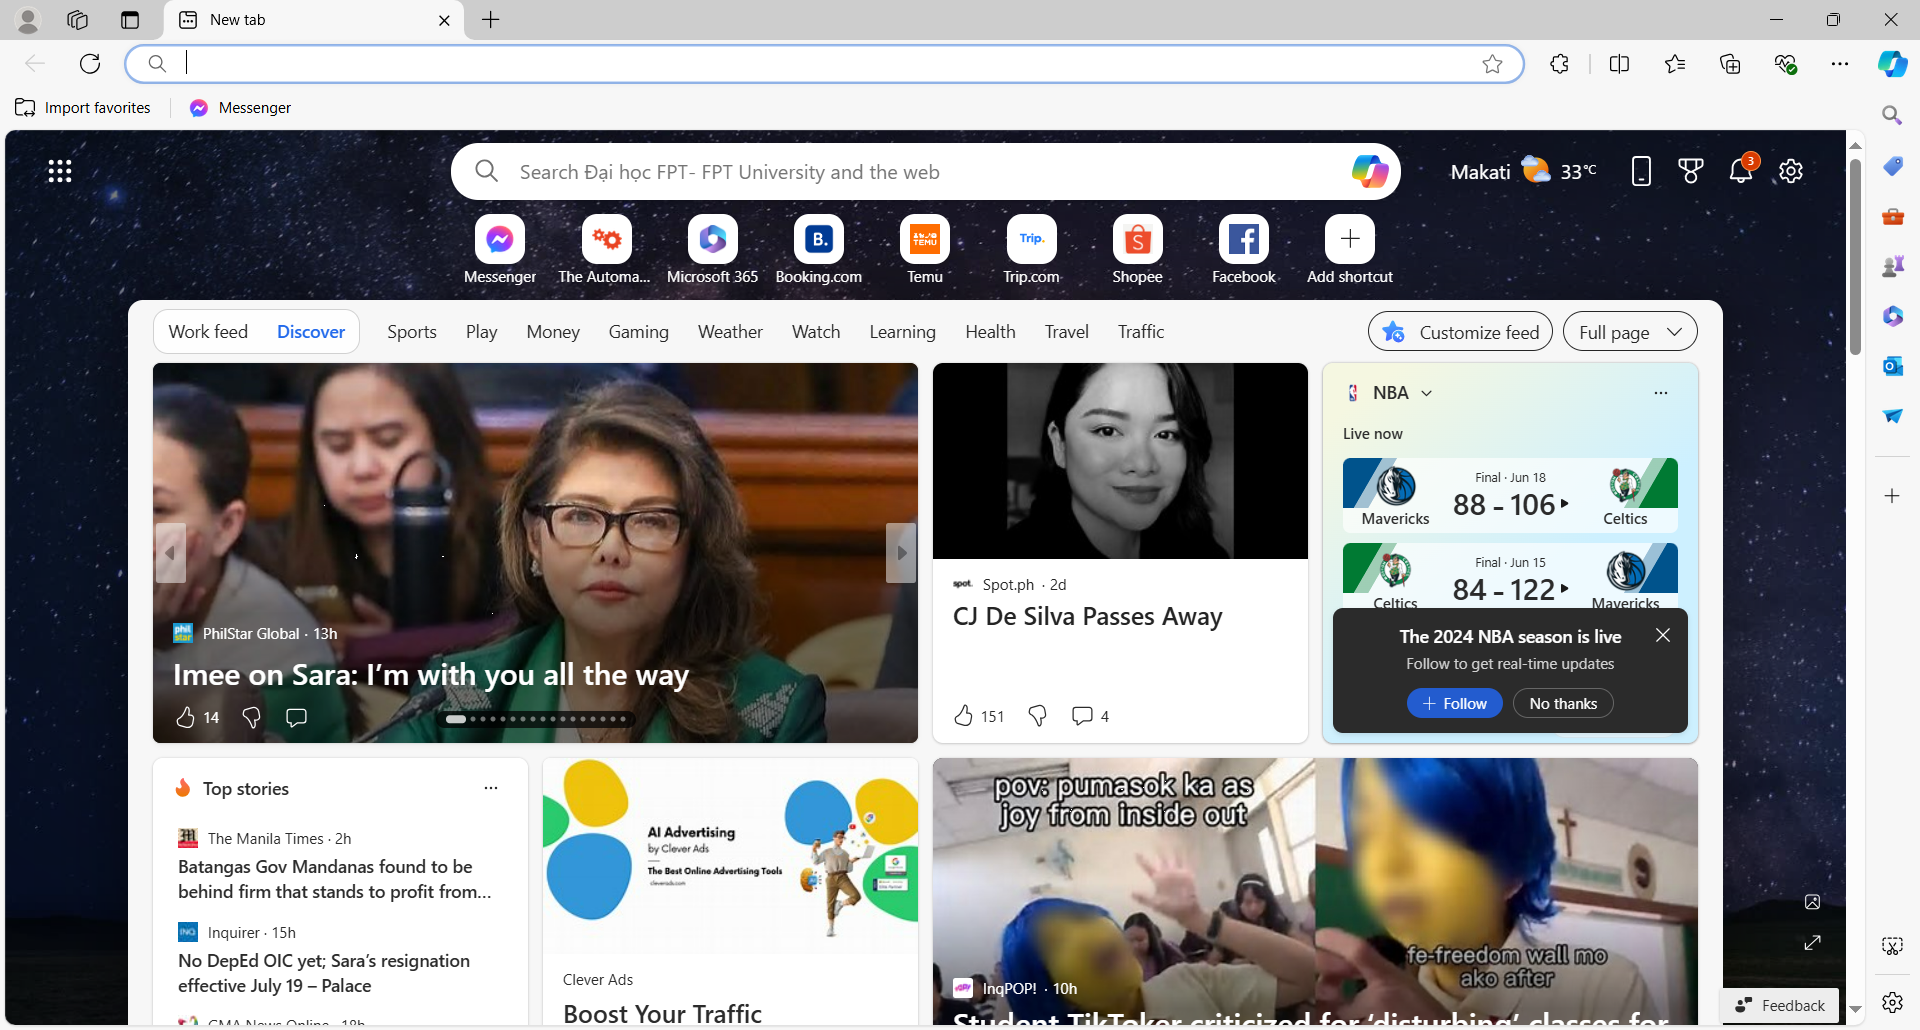 New tab
Import favorites
Messenger
Search Đại học FPT- FPT University and the web
Makati
33°C
3
Messenger
The Automa...
Microsoft 365
Booking.com
Temu
Trip.com
Shopee
Facebook
Add shortcut
Work feed
Discover
Sports
Play
Money
Gaming
Weather
Watch
Learning
Health
Travel
Traffic
Customize feed
Full page
PhilStar Global · 13h
Imee on Sara: I'm with you all the way
14
spot. Spot.ph · 2d
CJ De Silva Passes Away
151
4
NBA
Live now
Final · Jun 18
88 - 106
Mavericks
Celtics
Final · Jun 15
84 - 122
Celtics
Mavericks
The 2024 NBA season is live
Follow to get real-time updates
Follow
No thanks
Top stories
The Manila Times · 2h
Batangas Gov Mandanas found to be
behind firm that stands to profit from...
INQ Inquirer · 15h
No DepEd OIC yet; Sara's resignation
effective July 19 – Palace
GMA News Online · 18h
AI Advertising
by Clever Ads
The Best Online Advertising Tools
cleverads.com
Clever Ads
Boost Your Traffic
pov: pumasok ka as
joy from inside out
fe-freedom wall mo
ako after
InqPOP! · 10h
Student TikToker criticized for 'disturbing' classes for
Feedback